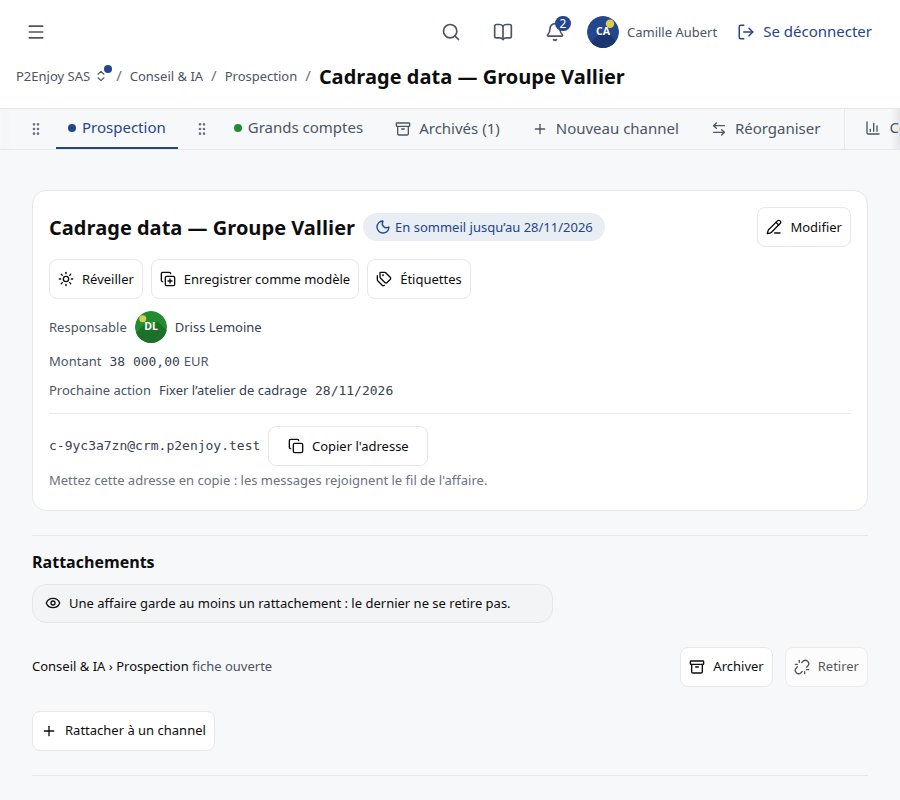 2
CA
Camille Aubert
Se déconnecter
P2Enjoy SAS / Conseil & IA / Prospection / Cadrage data — Groupe Vallier
Prospection
Grands comptes
Archivés (1)
Nouveau channel
Réorganiser
Cadrage data — Groupe Vallier
En sommeil jusqu'au 28/11/2026
Modifier
Réveiller
Enregistrer comme modèle
Étiquettes
Responsable DL Driss Lemoine
Montant 38 000,00 EUR
Prochaine action Fixer l'atelier de cadrage 28/11/2026
c-9yc3a7zn@crm.p2enjoy.test
Copier l'adresse
Mettez cette adresse en copie : les messages rejoignent le fil de l'affaire.
Rattachements
Une affaire garde au moins un rattachement : le dernier ne se retire pas.
Conseil & IA › Prospection fiche ouverte
Archiver
Retirer
Rattacher à un channel